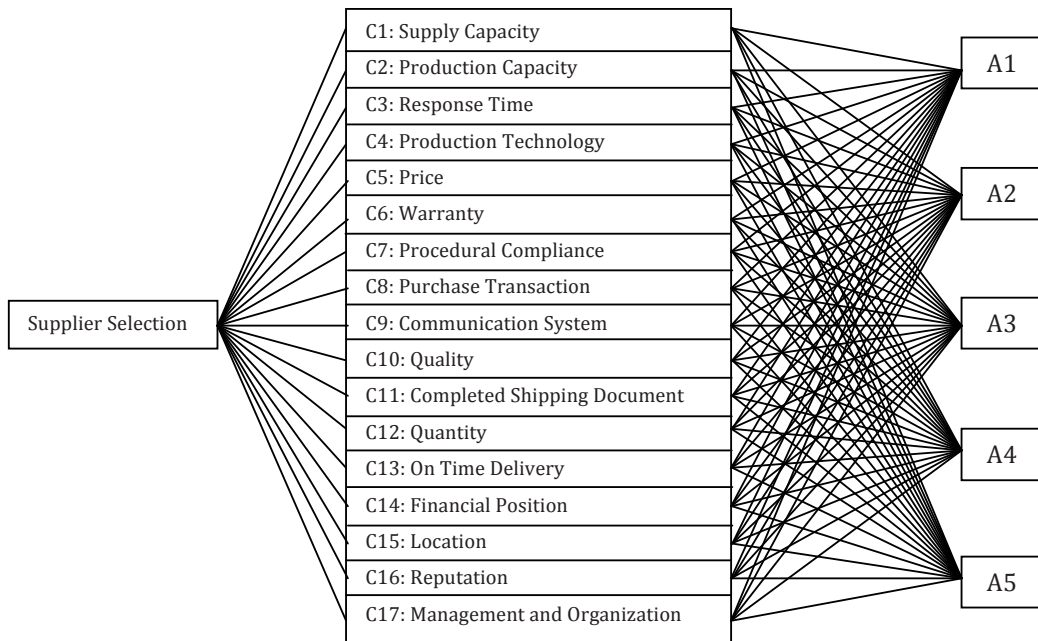 Supplier Selection
C1: Supply Capacity
C2: Production Capacity
C3: Response Time
C4: Production Technology
C5: Price
C6: Warranty
C7: Procedural Compliance
C8: Purchase Transaction
C9: Communication System
C10: Quality
C11: Completed Shipping Document
C12: Quantity
C13: On Time Delivery
C14: Financial Position
C15: Location
C16: Reputation
C17: Management and Organization
A1
A2
A3
A4
A5